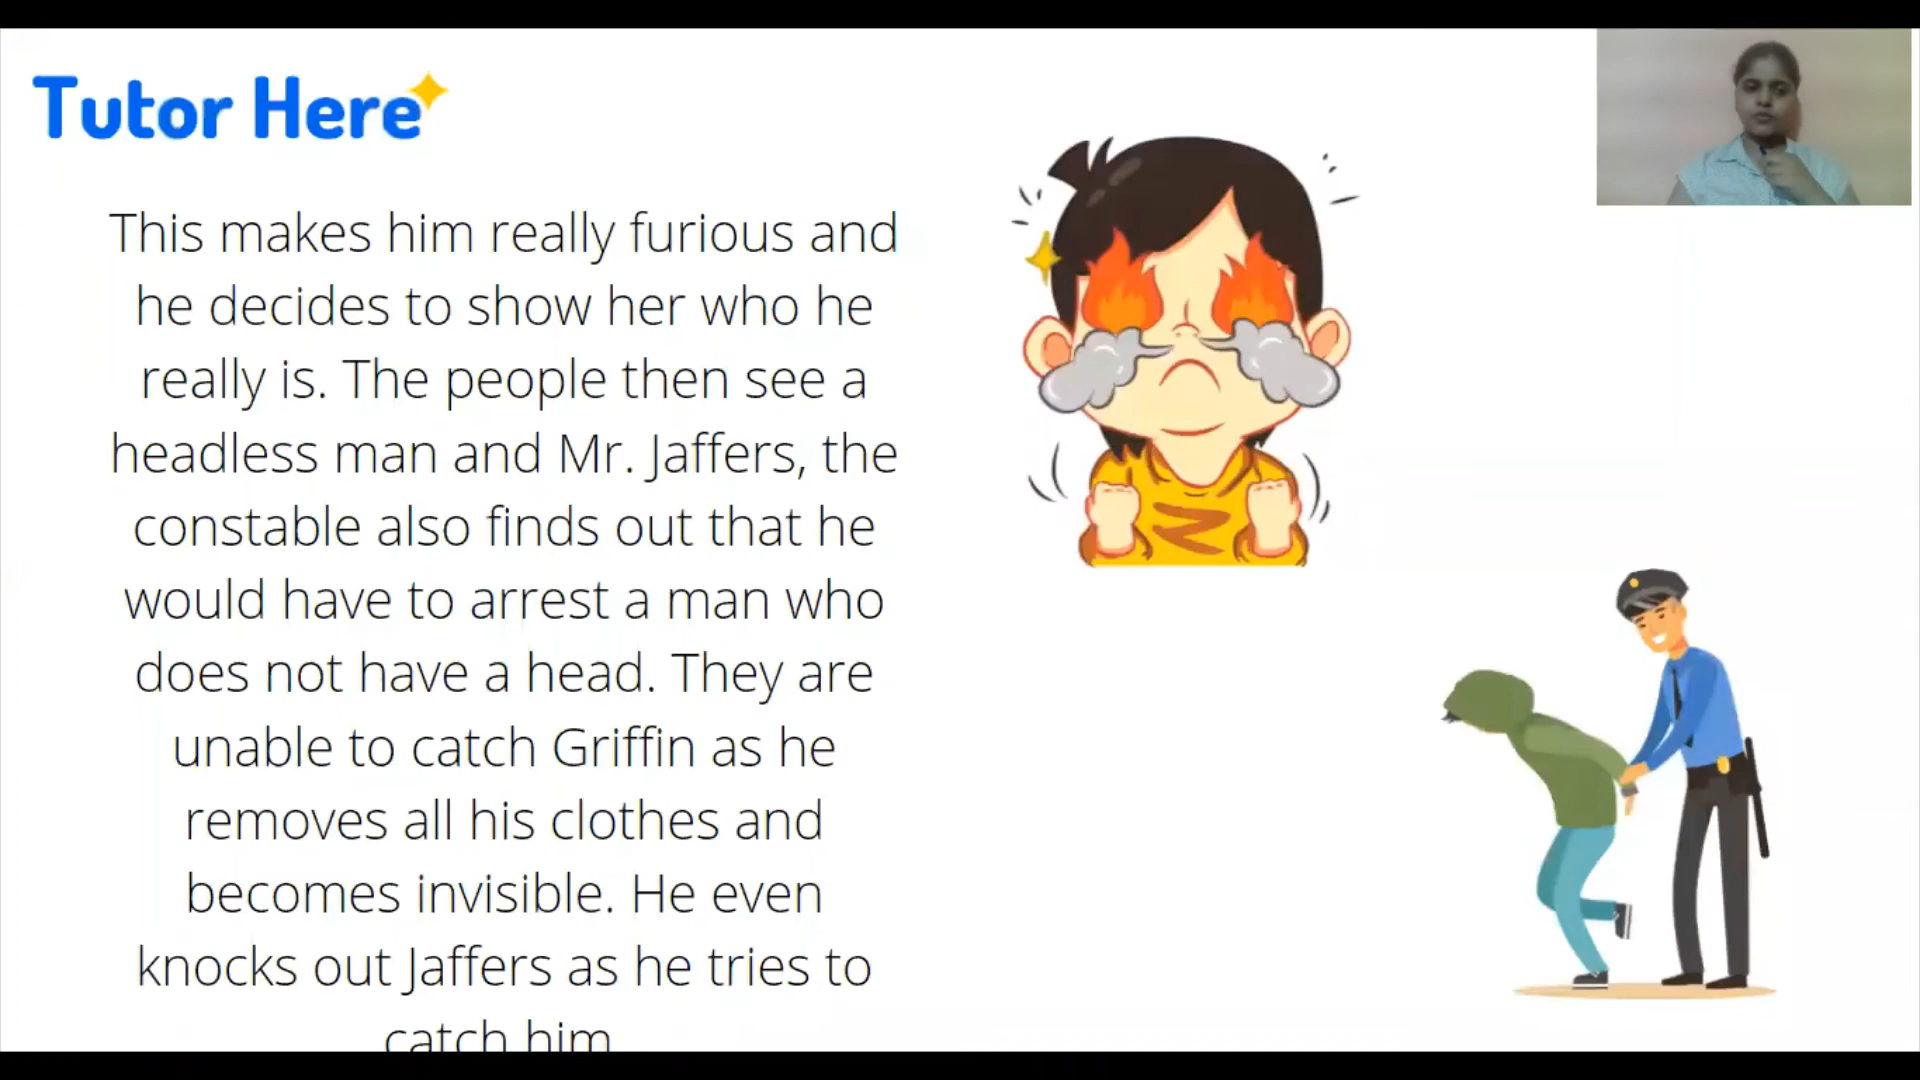 Tutor Here
This makes him really furious and
he decides to show her who he
really is. The people then see a
headless man and Mr. Jaffers, the
constable also finds out that he
would have to arrest a man who
does not have a head. They are
unable to catch Griffin as he
removes all his clothes and
becomes invisible. He even
knocks out Jaffers as he tries to
catch him